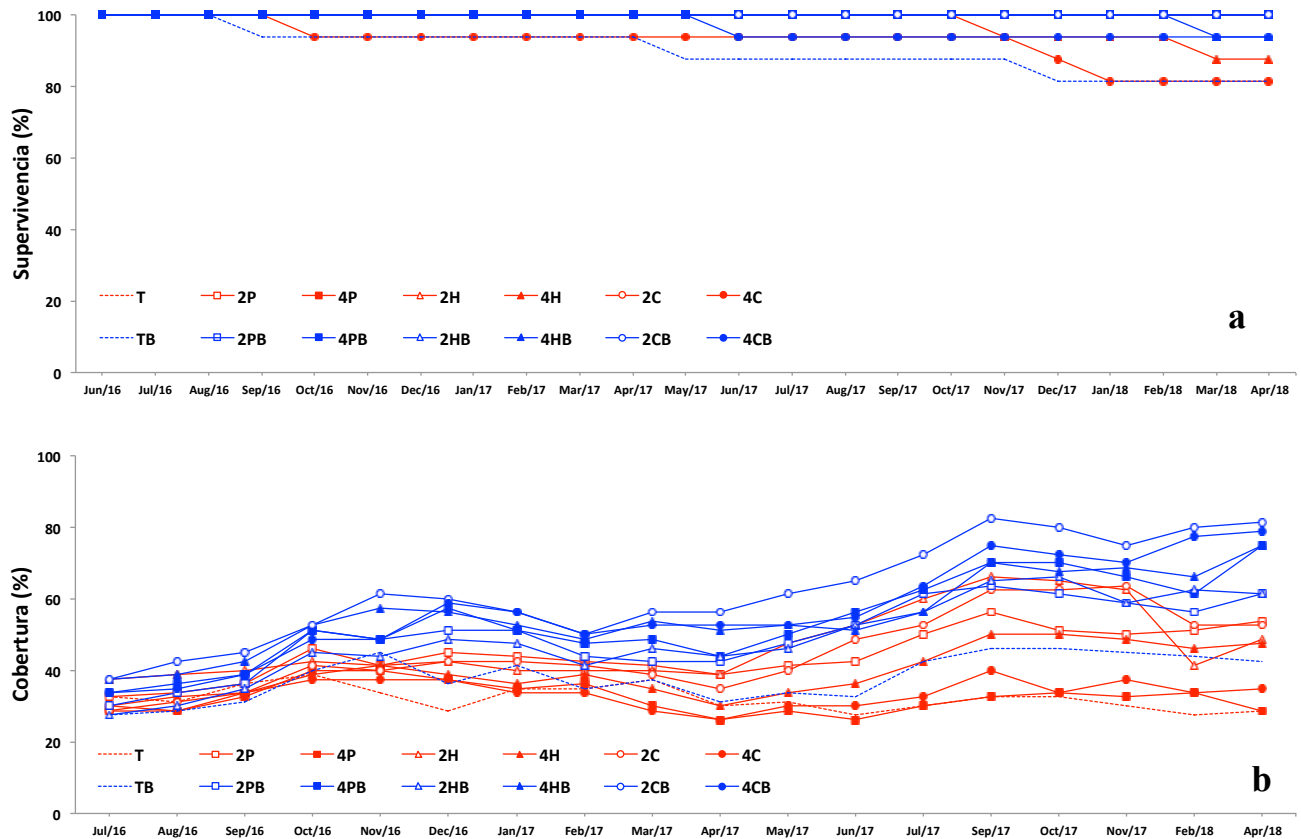 100
80
60
40
20
0
Supervivencia (%)
T 2P 4P 2H 4H 2C 4C
TB 2PB 4PB 2HB 4HB 2CB 4CB
a
Jun/16 Jul/16 Aug/16 Sep/16 Oct/16 Nov/16 Dec/16 Jan/17 Feb/17 Mar/17 Apr/17 May/17 Jun/17 Jul/17 Aug/17 Sep/17 Oct/17 Nov/17 Dec/17 Jan/18 Feb/18 Mar/18 Apr/18
100
80
60
40
20
0
Cobertura (%)
T 2P 4P 2H 4H 2C 4C
TB 2PB 4PB 2HB 4HB 2CB 4CB
b
Jul/16 Aug/16 Sep/16 Oct/16 Nov/16 Dec/16 Jan/17 Feb/17 Mar/17 Apr/17 May/17 Jun/17 Jul/17 Sep/17 Oct/17 Nov/17 Feb/18 Apr/18